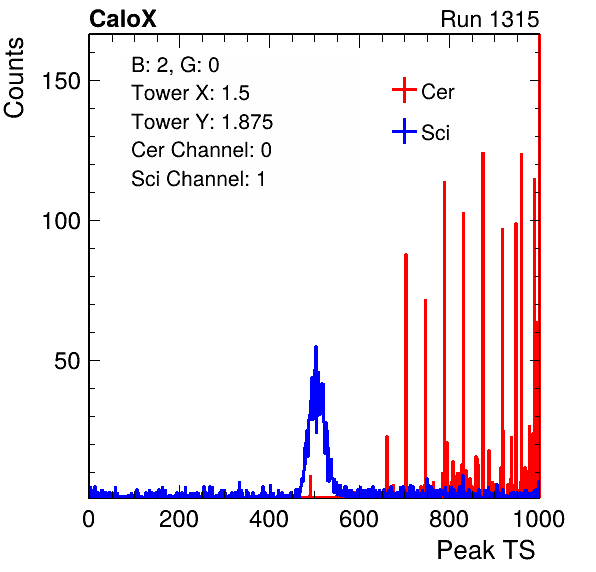 CaloX Run 1315
Counts
B: 2, G: 0
Tower X: 1.5
Tower Y: 1.875
Cer Channel: 0
Sci Channel: 1
Cer
Sci
150
100
50
0 200 400 600 800 1000
Peak TS